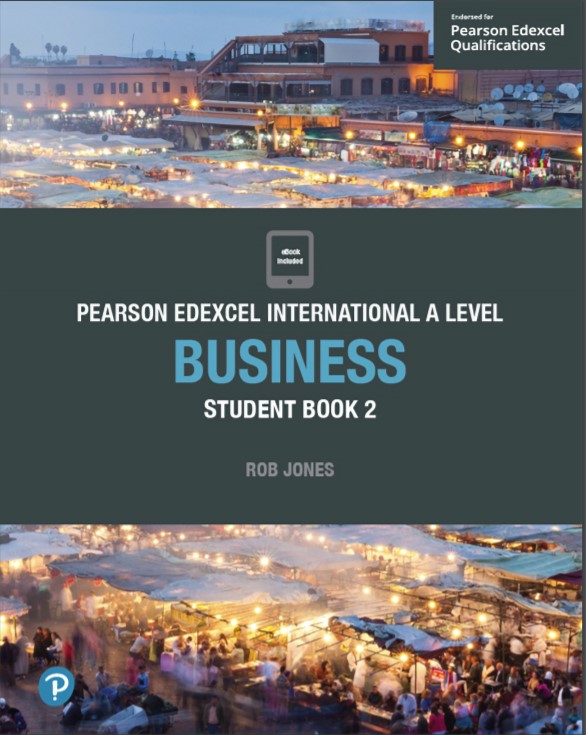 Endorsed for
Pearson Edexcel
Qualifications
eBook
included
PEARSON EDEXCEL INTERNATIONAL A LEVEL
BUSINESS
STUDENT BOOK 2
ROB JONES
P